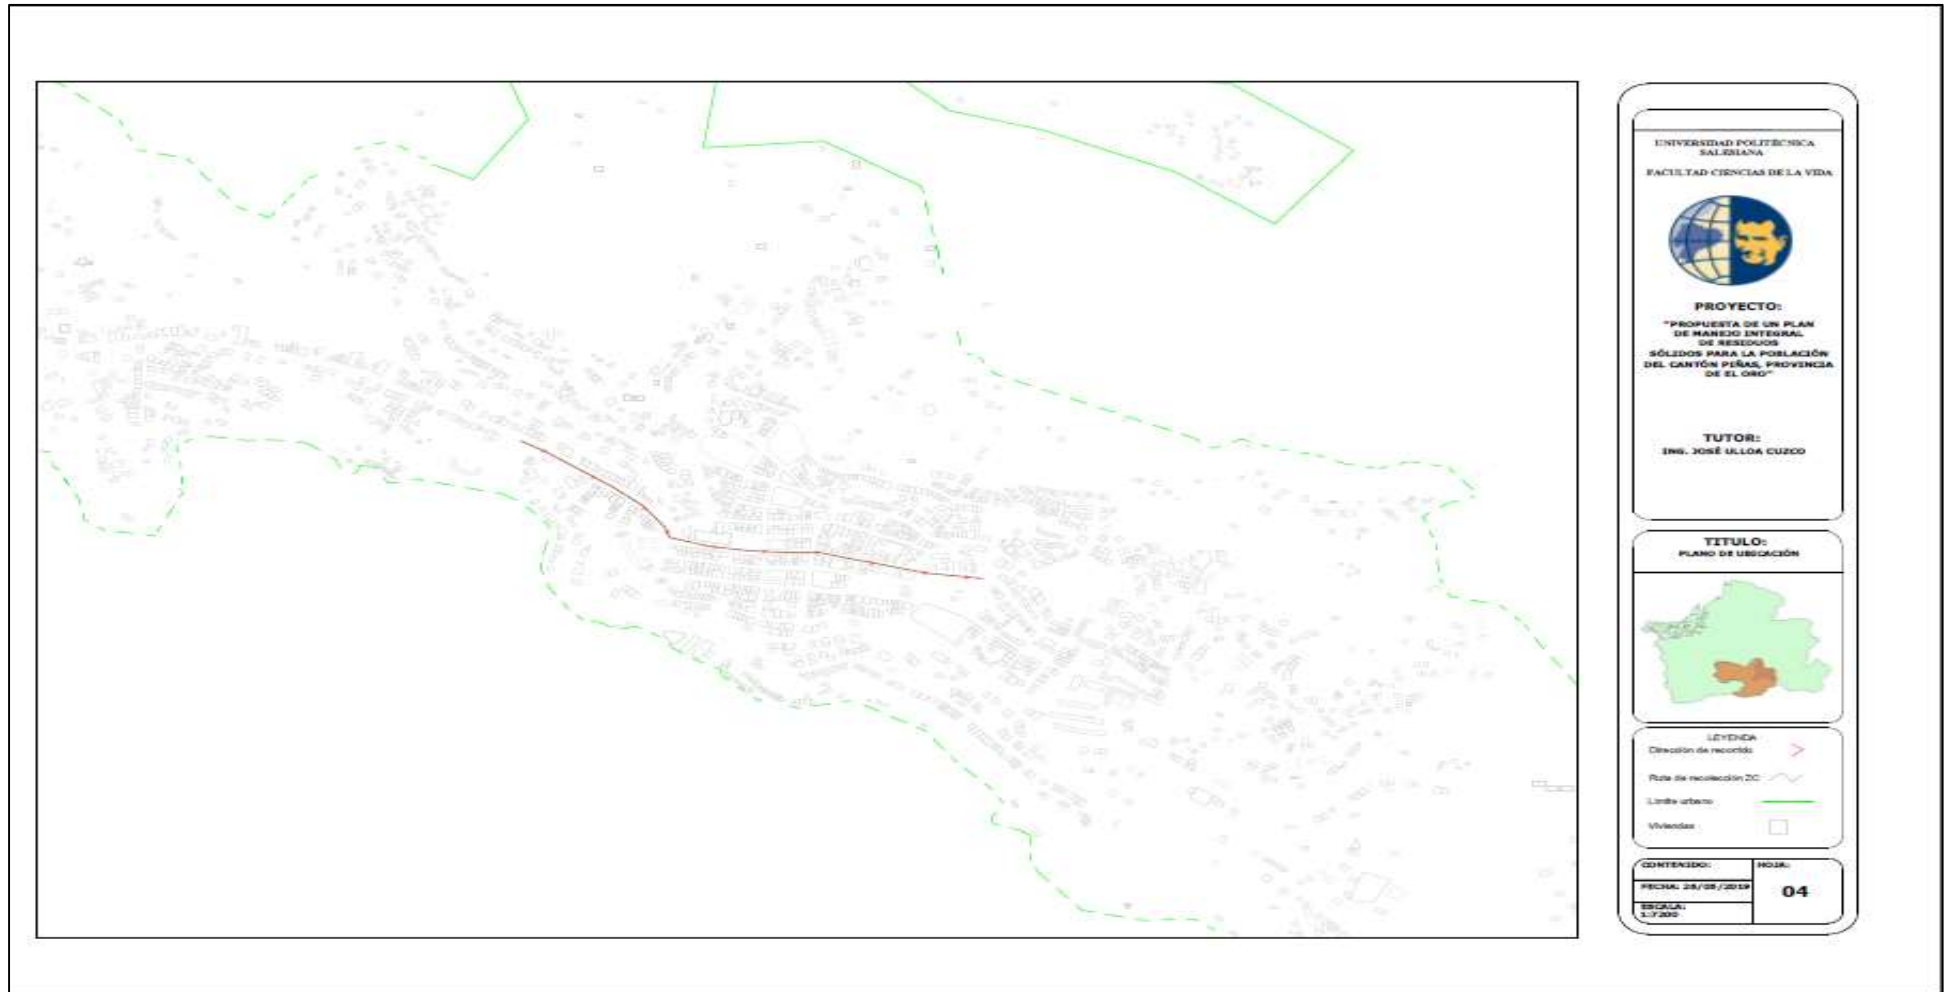 UNIVERSIDAD POLITÉCNICA
SALESIANA
FACULTAD CIENCIAS DE LA VIDA
PROYECTO:
"PROPUESTA DE UN PLAN
DE MANEJO INTEGRAL
DE RESIDUOS
SÓLIDOS PARA LA POBLACIÓN
DEL CANTÓN PIÑAS, PROVINCIA
DE EL ORO"
TUTOR:
ING. JOSÉ ULLOA CUZCO
TITULO:
PLANO DE UBICACIÓN
LEYENDA
Dirección de recorrido
Ruta de recolección ZC
Limite urbano
Viviendas
CONTENIDO:
HOJA:
FECHA: 28/05/2019
04
ESCALA:
1:7200